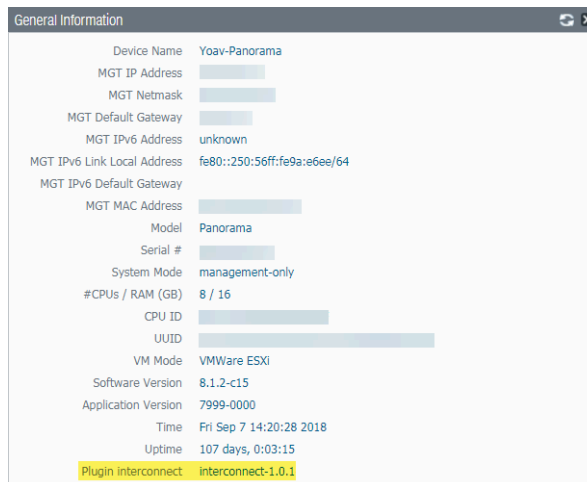 General Information
Device Name Yoav-Panorama
MGT IP Address
MGT Netmask
MGT Default Gateway
MGT IPv6 Address unknown
MGT IPv6 Link Local Address fe80::250:56ff:fe9a:e6ee/64
MGT IPv6 Default Gateway
MGT MAC Address
Model Panorama
Serial #
System Mode management-only
#CPUs / RAM (GB) 8 / 16
CPU ID
UUID
VM Mode VMWare ESXi
Software Version 8.1.2-c15
Application Version 7999-0000
Time Fri Sep 7 14:20:28 2018
Uptime 107 days, 0:03:15
Plugin interconnect interconnect-1.0.1